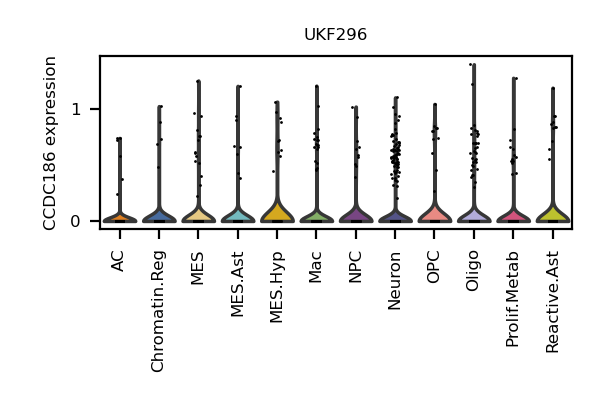 UKF296
CCDC186 expression
1
0
AC
Chromatin.Reg
MES
MES.Ast
MES.Hyp
Mac
NPC
Neuron
OPC
Oligo
Prolif.Metab
Reactive.Ast